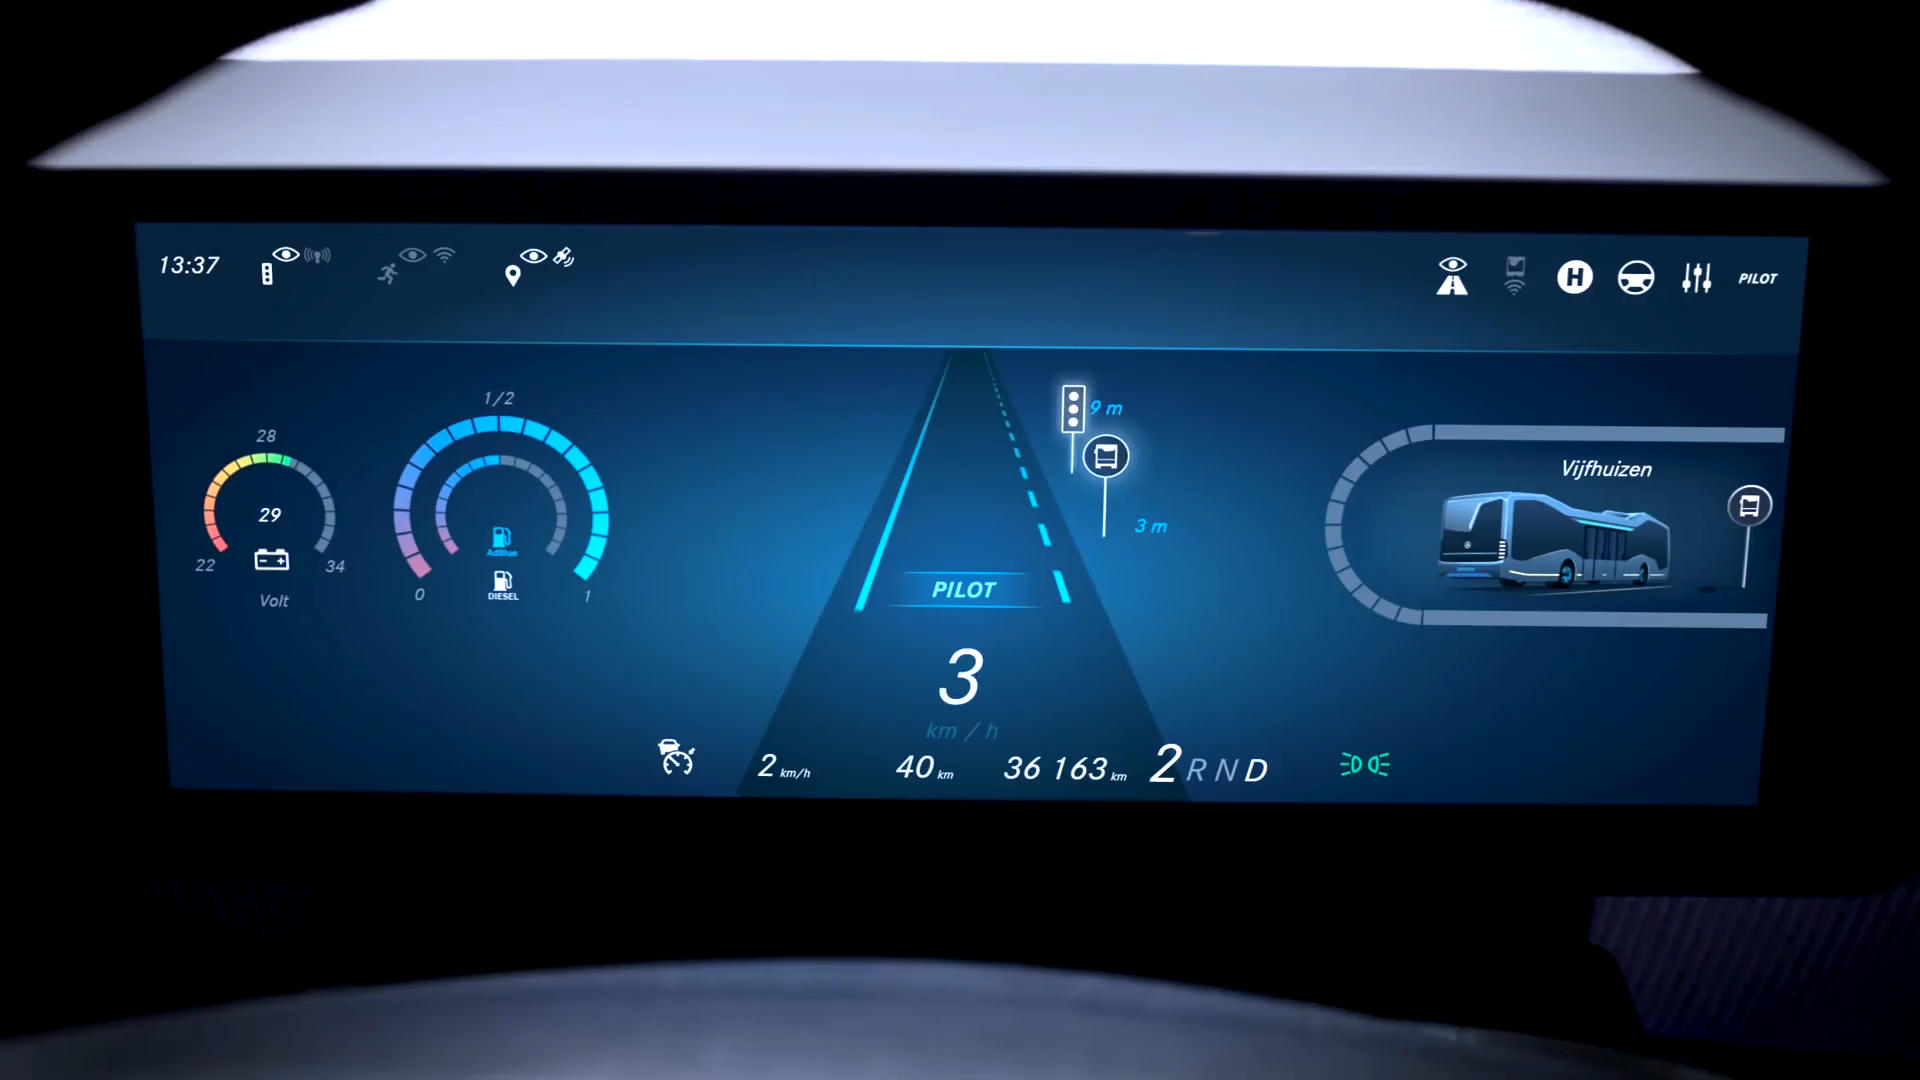 13:37
H
PILOT
1/2
28
29
22
34
Volt
AdBlue
DIESEL
0
1
9 m
3 m
PILOT
3
km / h
2 km/h
40 km
36 163 km
2 R N D
Vijfhuizen